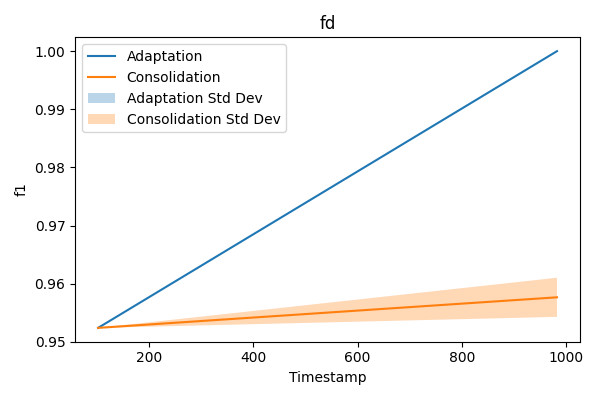 fd
Adaptation
Consolidation
Adaptation Std Dev
Consolidation Std Dev
1.00
0.99
0.98
0.97
0.96
0.95
f1
200
400
600
800
1000
Timestamp